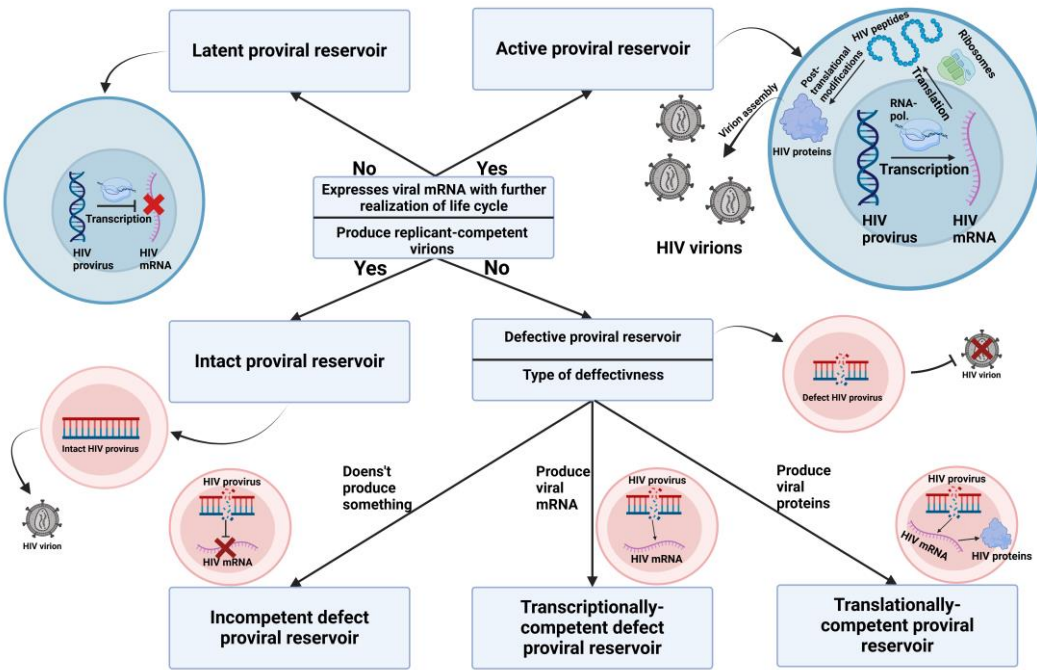 Latent proviral reservoir
Active proviral reservoir
HIV peptides
Ribosomes
Post-
translational
modifications
Translation
HIV proteins
Virion assembly
RNA-
pol.
Transcription
HIV
provirus
HIV
mRNA
HIV virions
No
Yes
Transcription
HIV
provirus
HIV
mRNA
Expresses viral mRNA with further
realization of life cycle
Produce replicant-competent
virions
Yes
No
Intact proviral reservoir
Defective proviral reservoir
Type of deffectivness
Defect HIV provirus
HIV virion
Intact HIV provirus
HIV virion
HIV provirus
HIV mRNA
Doens't
produce
something
Produce
viral
mRNA
HIV provirus
HIV mRNA
Produce
viral
proteins
HIV provirus
HIV mRNA
HIV proteins
Incompetent defect
proviral reservoir
Transcriptionally-
competent defect
proviral reservoir
Translationally-
competent proviral
reservoir